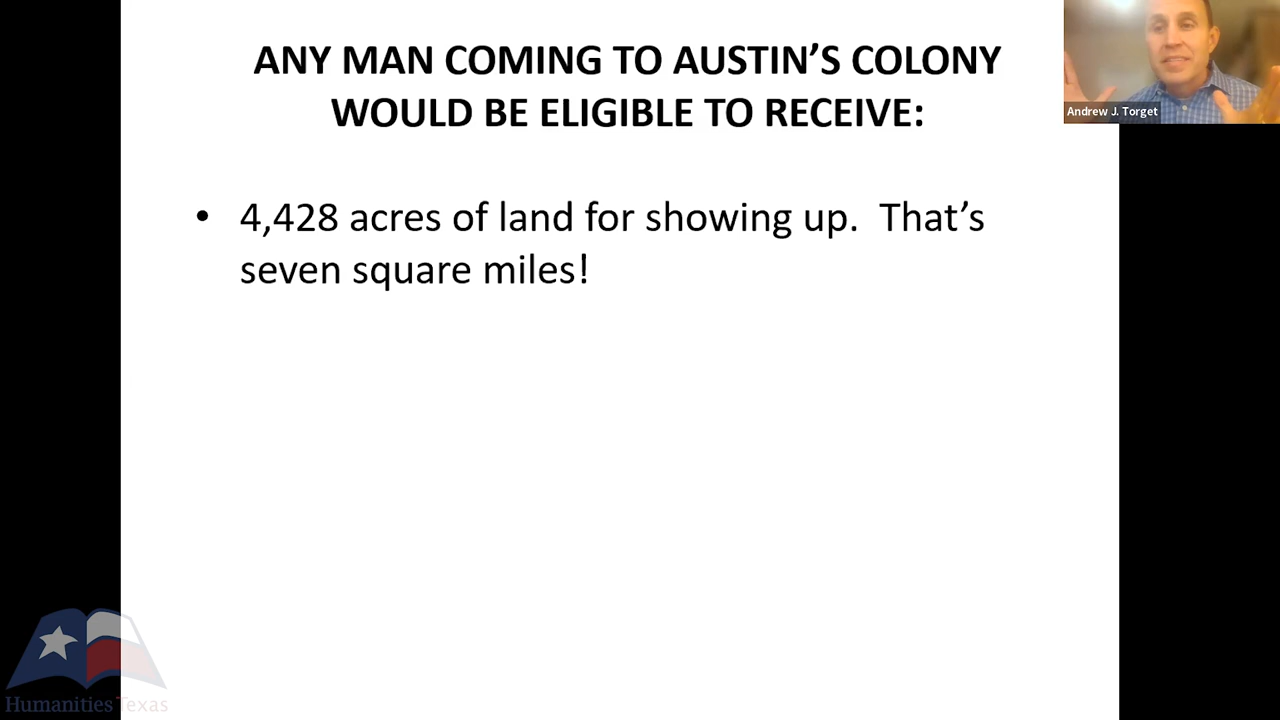 ANY MAN COMING TO AUSTIN'S COLONY
WOULD BE ELIGIBLE TO RECEIVE:
Andrew J. Torget
• 4,428 acres of land for showing up.  That's
seven square miles!
Humanities Texas